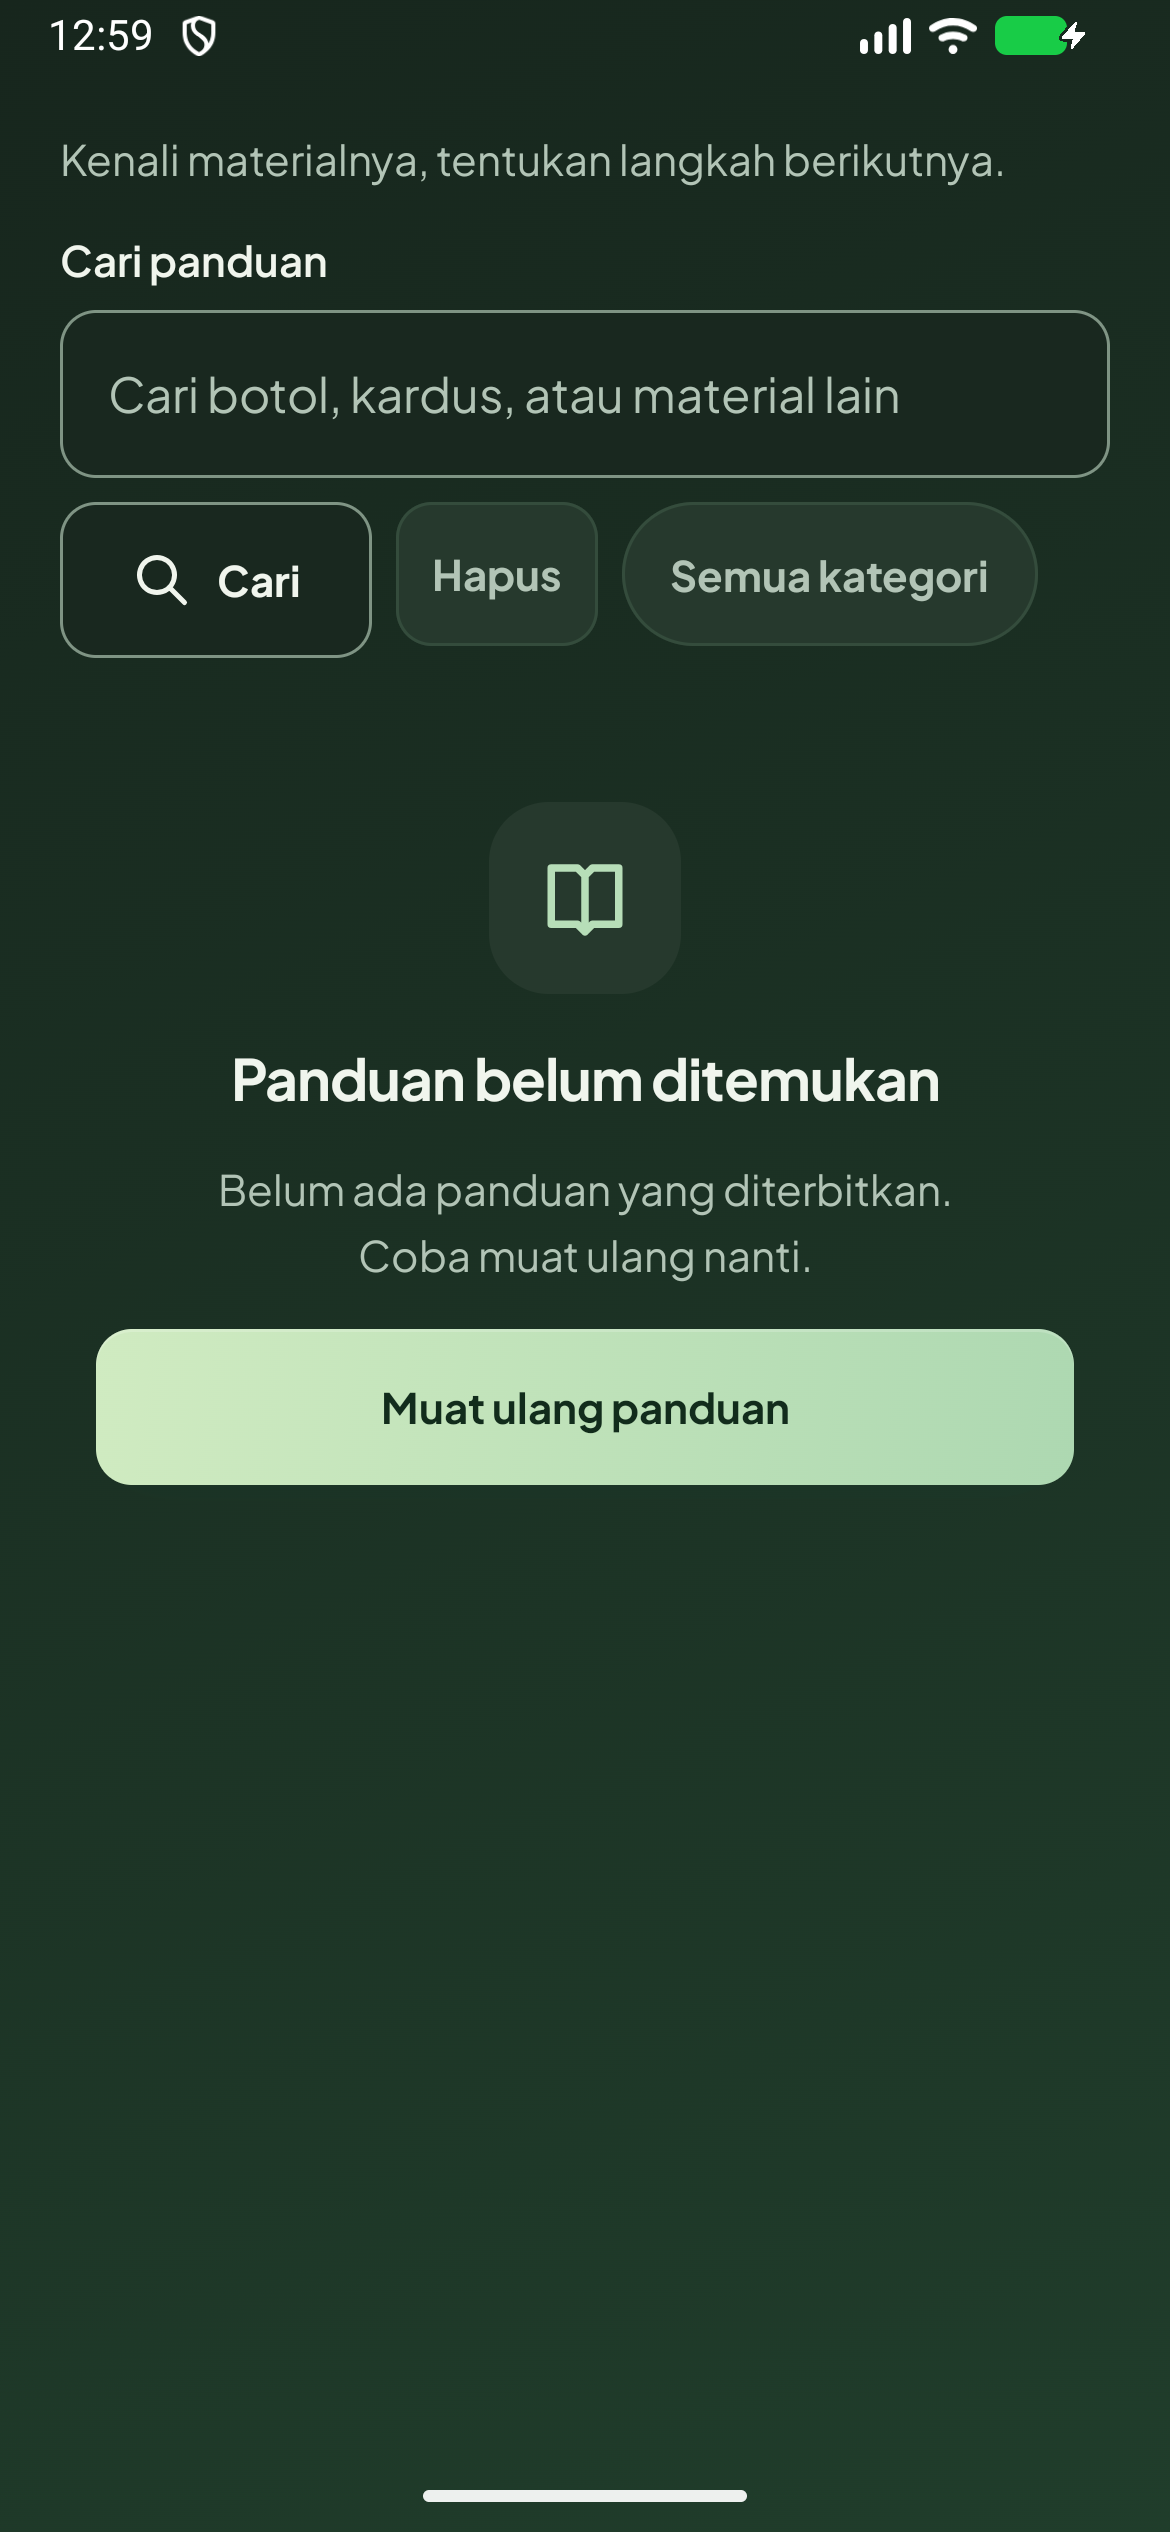 12:59
Kenali materialnya, tentukan langkah berikutnya.
Cari panduan
Cari botol, kardus, atau material lain
Cari
Hapus
Semua kategori
Panduan belum ditemukan
Belum ada panduan yang diterbitkan.
Coba muat ulang nanti.
Muat ulang panduan